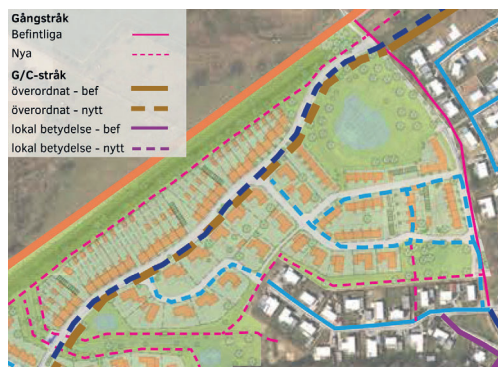 Gångstråk
Befintliga
Nya
G/C-stråk
överordnat - bef
överordnat - nytt
lokal betydelse - bef
lokal betydelse - nytt